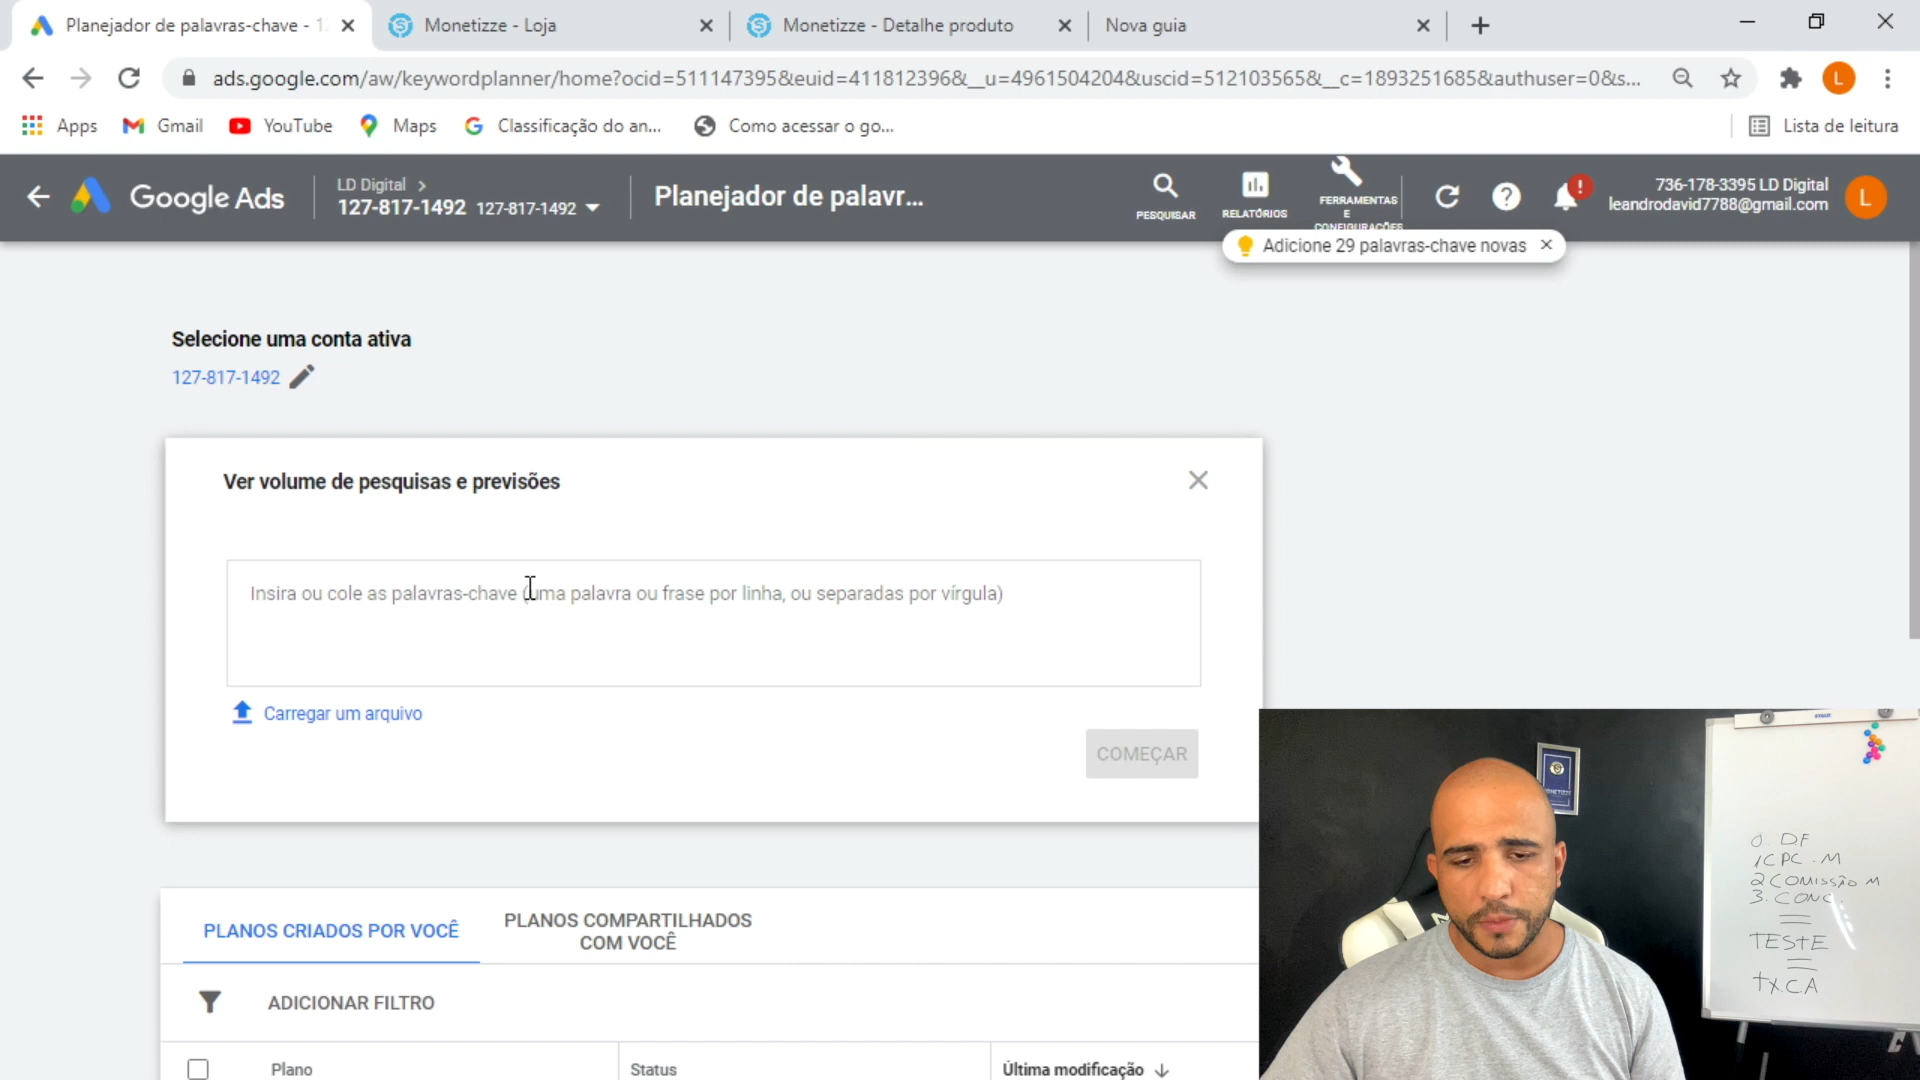 Planejador de palavras-chave - 1
Monetizze - Loja
Monetizze - Detalhe produto
Nova guia
ads.google.com/aw/keywordplanner/home?ocid=511147395&euid=411812396&__u=4961504204&uscid=512103565&__c=1893251685&authuser=0&s...
L
Apps
Gmail
YouTube
Maps
Classificação do an...
Como acessar o go...
Lista de leitura
Google Ads
LD Digital
127-817-1492 127-817-1492
Planejador de palavr...
PESQUISAR
RELATÓRIOS
FERRAMENTAS
E
CONFIGURAÇÕES
736-178-3395 LD Digital
leandrodavid7788@gmail.com
L
Adicione 29 palavras-chave novas
Selecione uma conta ativa
127-817-1492
Ver volume de pesquisas e previsões
Insira ou cole as palavras-chave (uma palavra ou frase por linha, ou separadas por vírgula)
Carregar um arquivo
COMEÇAR
PLANOS CRIADOS POR VOCÊ
PLANOS COMPARTILHADOS
COM VOCÊ
ADICIONAR FILTRO
Plano
Status
Última modificação
0. DF
1 CPC. M
2 COMISSÃO M
3. CONC.
TESTE
TX.C.A